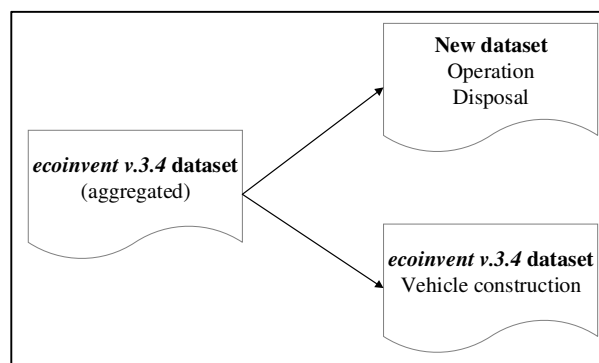 New dataset
Operation
Disposal
ecoinvent v.3.4 dataset
(aggregated)
ecoinvent v.3.4 dataset
Vehicle construction